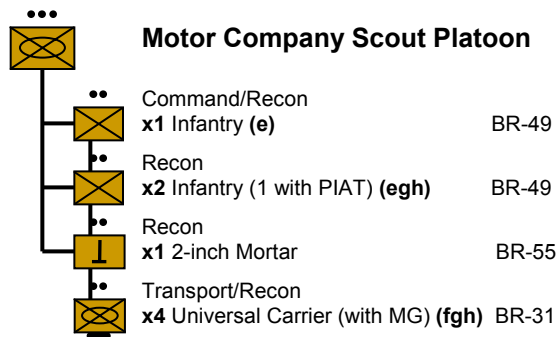 Motor Company Scout Platoon
Command/Recon
x1 Infantry (e) BR-49
Recon
x2 Infantry (1 with PIAT) (egh) BR-49
Recon
x1 2-inch Mortar BR-55
Transport/Recon
x4 Universal Carrier (with MG) (fgh) BR-31